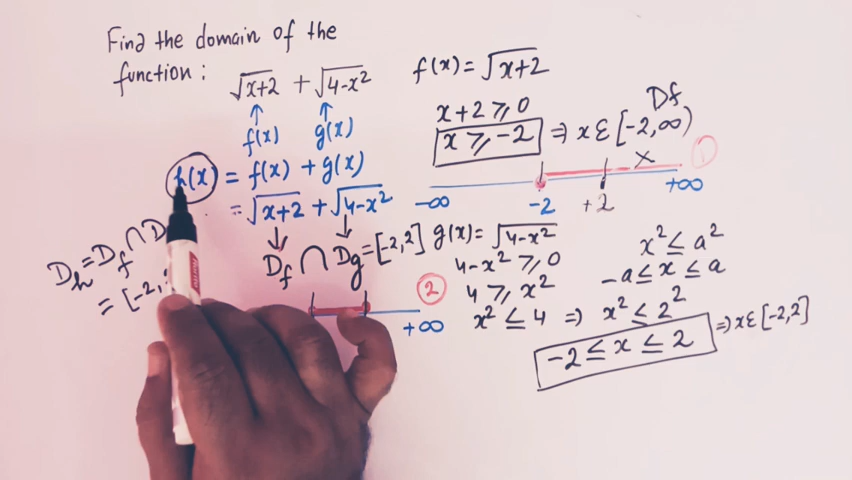 Find the domain of the
function : √x+2 + √4-x²
f(x) g(x)
h(x) = f(x) + g(x)
= √x+2 + √4-x²
Df ∩ Dg = [-2,2]
Dh = Df ∩ D
= [-2,
② +∞
f(x) = √x+2
x+2 ⩾ 0
x ⩾ -2 ⇒ x ∈ [-2,∞)
Df
x ①
-∞ -2 +2 +∞
g(x) = √4-x²
4-x² ⩾ 0
4 ⩾ x²
x² ≤ 4 ⇒ x² ≤ 2²
-2 ≤ x ≤ 2 ⇒ x ∈ [-2,2]
x² ≤ a²
-a ≤ x ≤ a